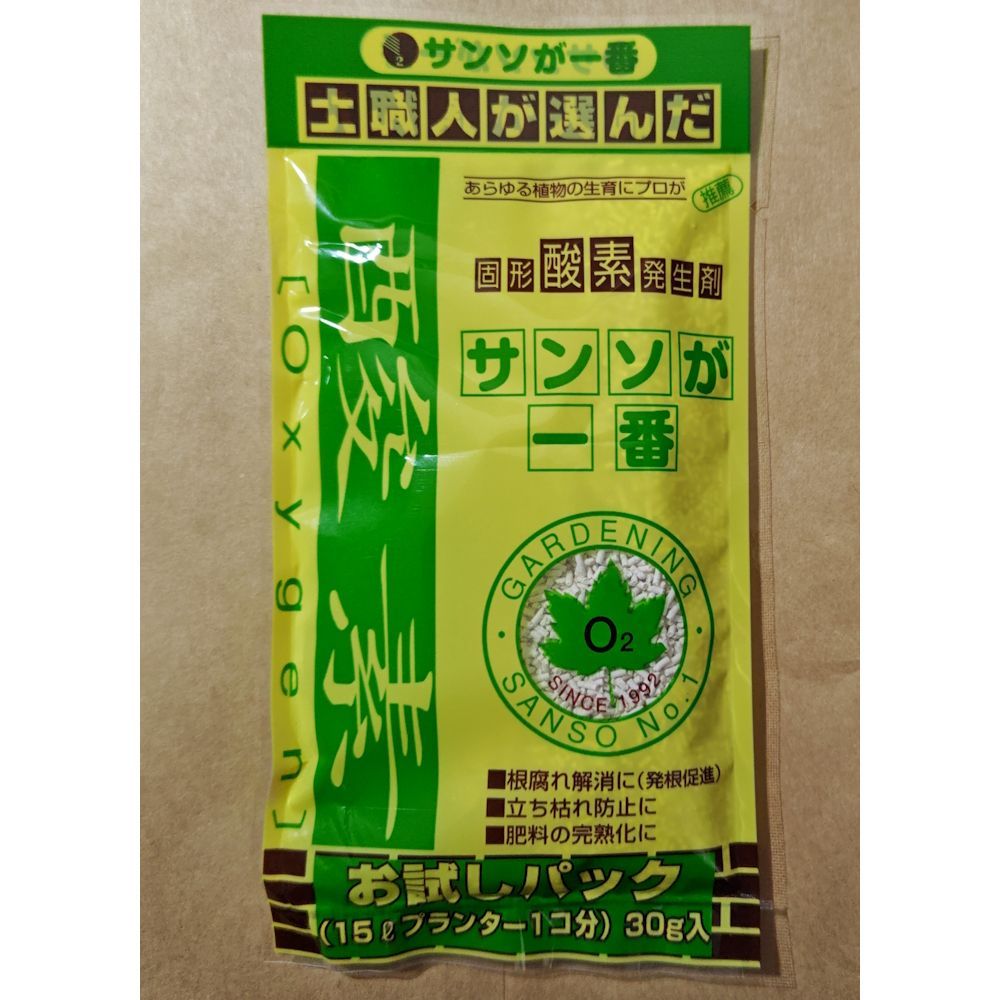 サンソが一番
土職人が選んだ
あらゆる植物の生育にプロが
推薦
固形酸素発生剤
サンソが
一番
酸素
[Oxygen]
GARDENING
O2
SINCE 1992
SANSO No.1
■根腐れ解消に(発根促進)
■立ち枯れ防止に
■肥料の完熟化に
お試しパック
(15ℓプランター1コ分) 30g入